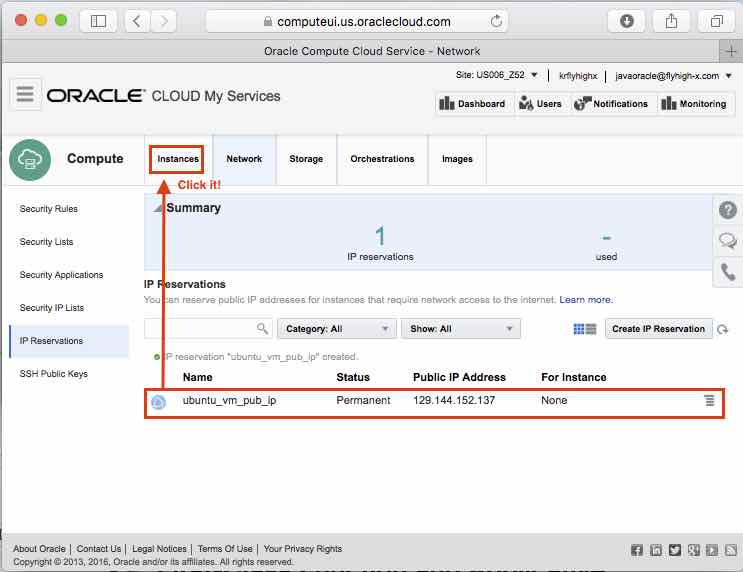 computeui.us.oraclecloud.com
Oracle Compute Cloud Service - Network
Site: US006_Z52
krflyhighx
javaoracle@flyhigh-x.com
ORACLE CLOUD My Services
Dashboard
Users
Notifications
Monitoring
Compute
Instances
Network
Storage
Orchestrations
Images
Click it!
Security Rules
Security Lists
Security Applications
Security IP Lists
IP Reservations
SSH Public Keys
Summary
1
IP reservations
-
used
IP Reservations
You can reserve public IP addresses for instances that require network access to the internet. Learn more.
Category: All
Show: All
Create IP Reservation
IP reservation "ubuntu_vm_pub_ip" created.
Name Status Public IP Address For Instance
ubuntu_vm_pub_ip Permanent 129.144.152.137 None
About Oracle | Contact Us | Legal Notices | Terms Of Use | Your Privacy Rights
Copyright © 2013, 2016, Oracle and/or its affiliates. All rights reserved.